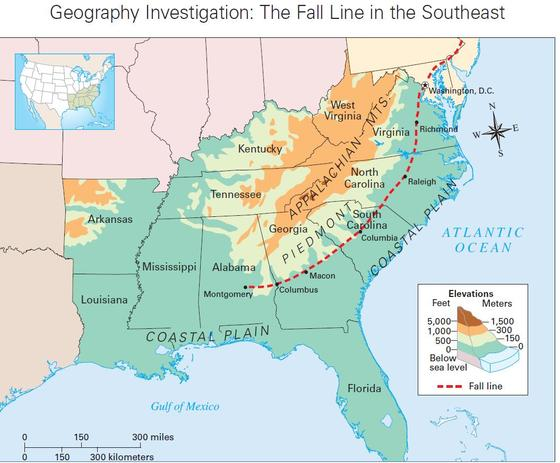 Geography Investigation: The Fall Line in the Southeast
Washington, D.C.
West
Virginia
Virginia
Richmond
N
W
E
S
Kentucky
APPALACHIAN MTS.
North
Carolina
Raleigh
Tennessee
Arkansas
South
Carolina
Columbia
Georgia
PIEDMONT
COASTAL PLAIN
ATLANTIC
OCEAN
Mississippi
Alabama
Macon
Columbus
Montgomery
Louisiana
COASTAL PLAIN
Florida
Gulf of Mexico
Elevations
Feet Meters
5,000 1,500
1,000 300
500 150
0 0
Below
sea level
Fall line
0 150 300 miles
0 150 300 kilometers